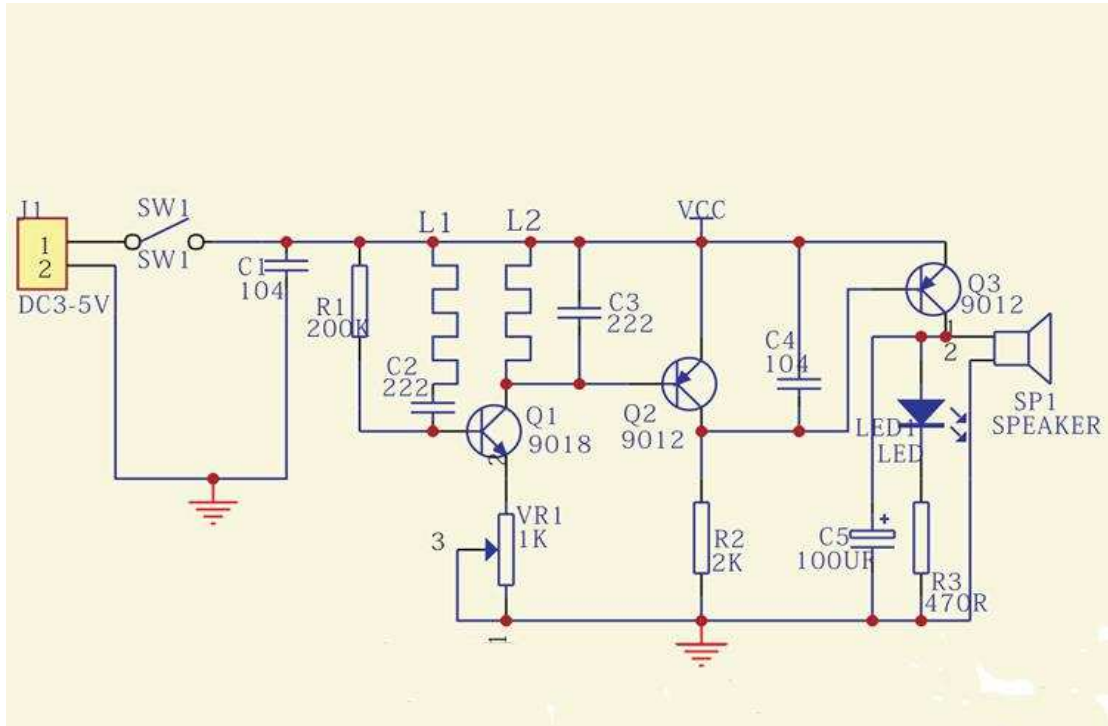 J1
1
2
DC3-5V
SW1
SW1
C1
104
R1
200K
L1
L2
C2
222
C3
222
Q1
9018
2
VR1
1K
3
1
VCC
Q2
9012
R2
2K
C4
104
Q3
9012
1
2
LED1
LED
SP1
SPEAKER
C5
+
100UF
R3
470R